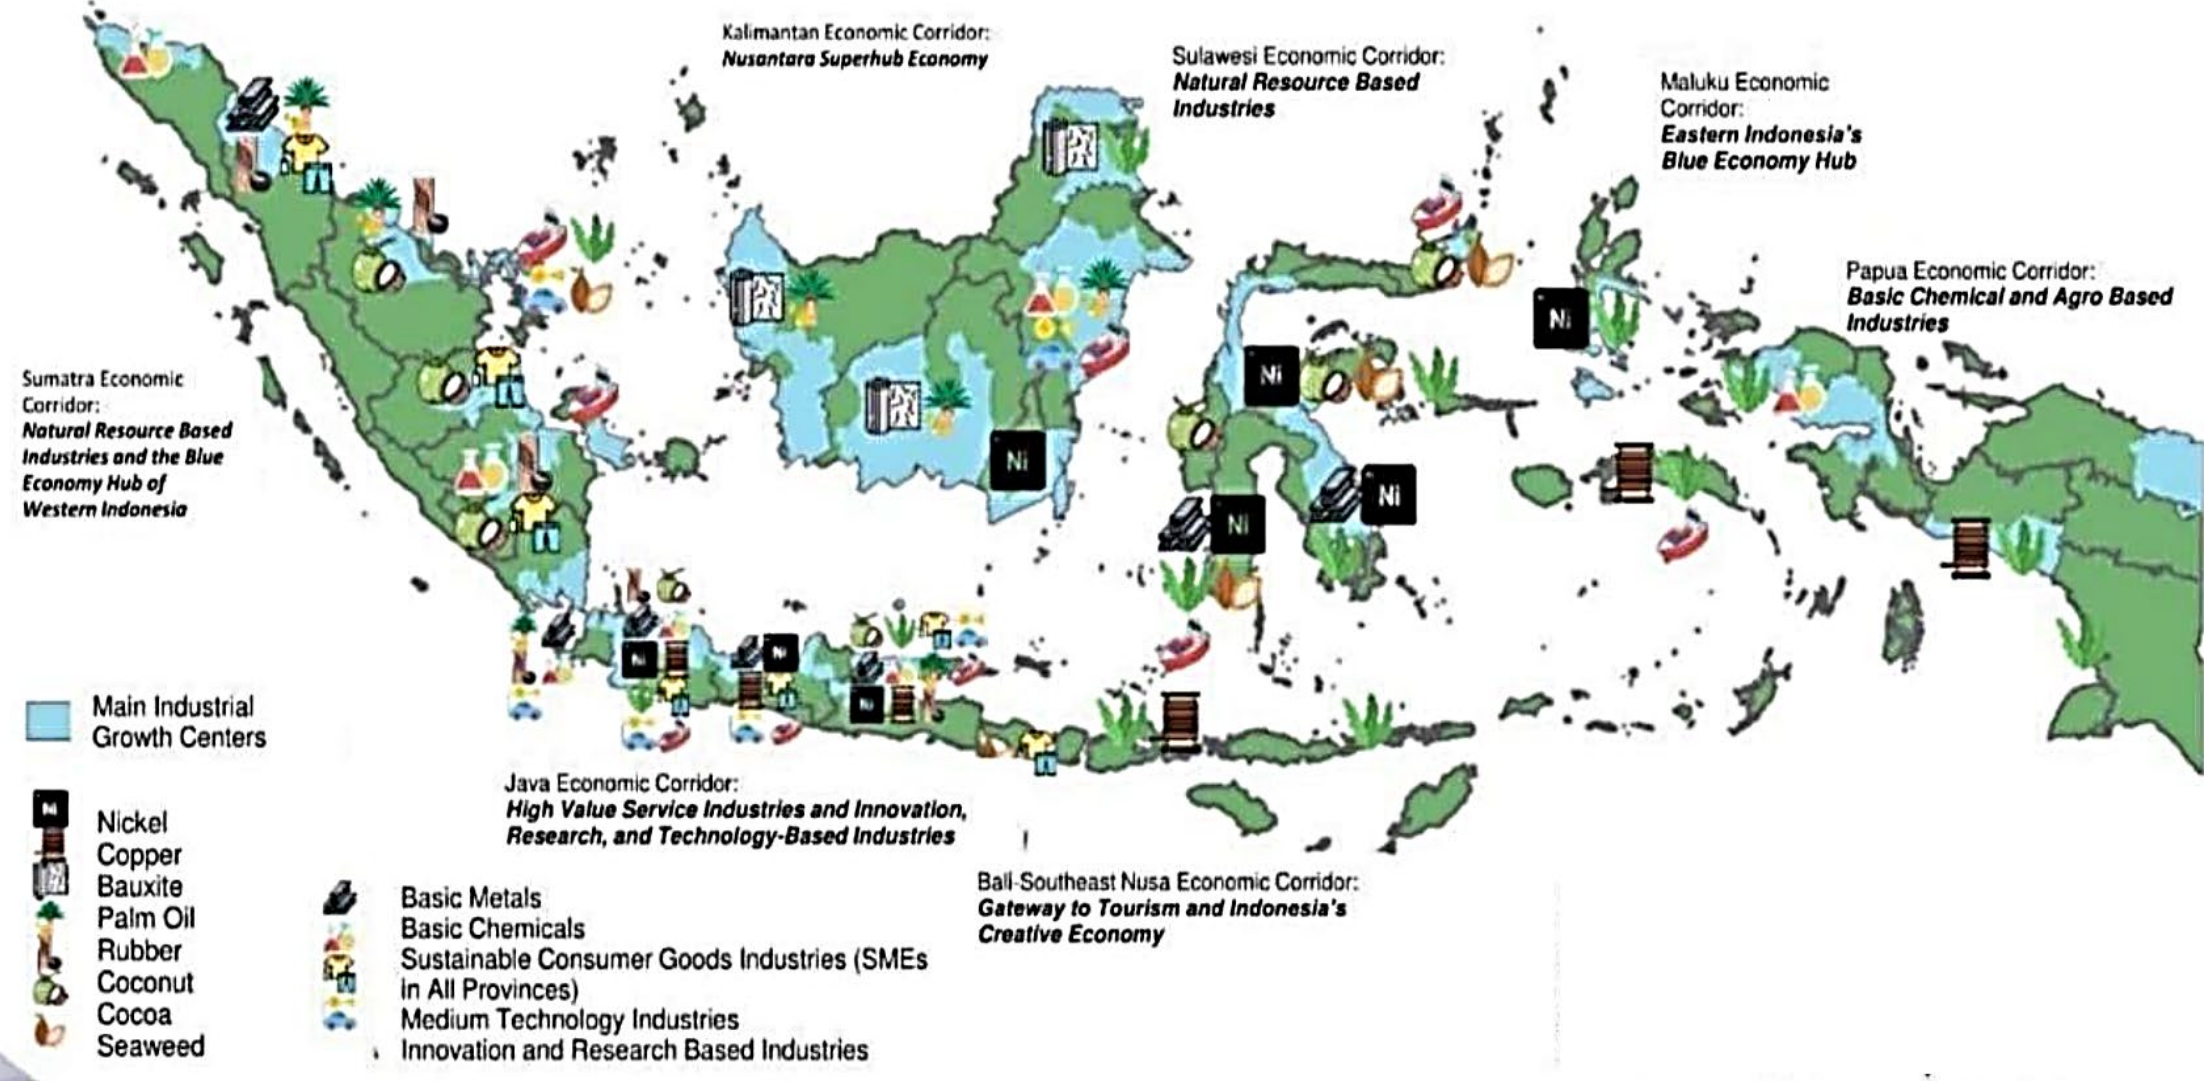 Kalimantan Economic Corridor:
Nusantara Superhub Economy
Sulawesi Economic Corridor:
Natural Resource Based
Industries
Maluku Economic
Corridor:
Eastern Indonesia's
Blue Economy Hub
Papua Economic Corridor:
Basic Chemical and Agro Based
Industries
Sumatra Economic
Corridor:
Natural Resource Based
Industries and the Blue
Economy Hub of
Western Indonesia
Ni
Ni
Ni
Ni
Ni
Ni
Ni
Ni
Main Industrial
Growth Centers
Java Economic Corridor:
High Value Service Industries and Innovation,
Research, and Technology-Based Industries
Bali-Southeast Nusa Economic Corridor:
Gateway to Tourism and Indonesia's
Creative Economy
Ni
Nickel
Copper
Bauxite
Palm Oil
Rubber
Coconut
Cocoa
Seaweed
Basic Metals
Basic Chemicals
Sustainable Consumer Goods Industries (SMEs
in All Provinces)
Medium Technology Industries
Innovation and Research Based Industries